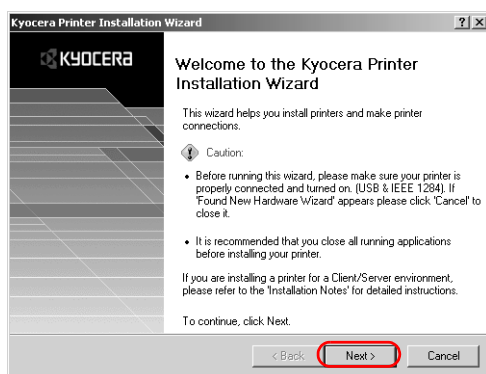 Kyocera Printer Installation Wizard
KYOCERA
Welcome to the Kyocera Printer
Installation Wizard
This wizard helps you install printers and make printer
connections.
Caution:
• Before running this wizard, please make sure your printer is
properly connected and turned on. (USB & IEEE 1284). If
'Found New Hardware Wizard' appears please click 'Cancel' to
close it.
• It is recommended that you close all running applications
before installing your printer.
If you are installing a printer for a Client/Server environment,
please refer to the 'Installation Notes' for detailed instructions.
To continue, click Next.
< Back Next > Cancel